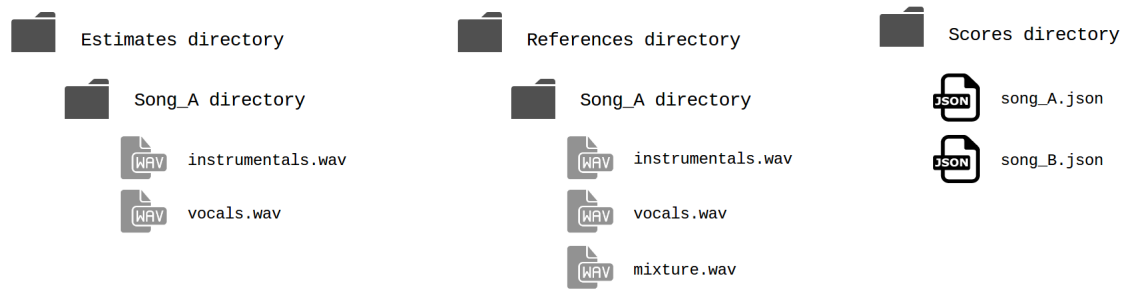 Estimates directory
Song_A directory
WAV instrumentals.wav
WAV vocals.wav
References directory
Song_A directory
WAV instrumentals.wav
WAV vocals.wav
WAV mixture.wav
Scores directory
JSON song_A.json
JSON song_B.json